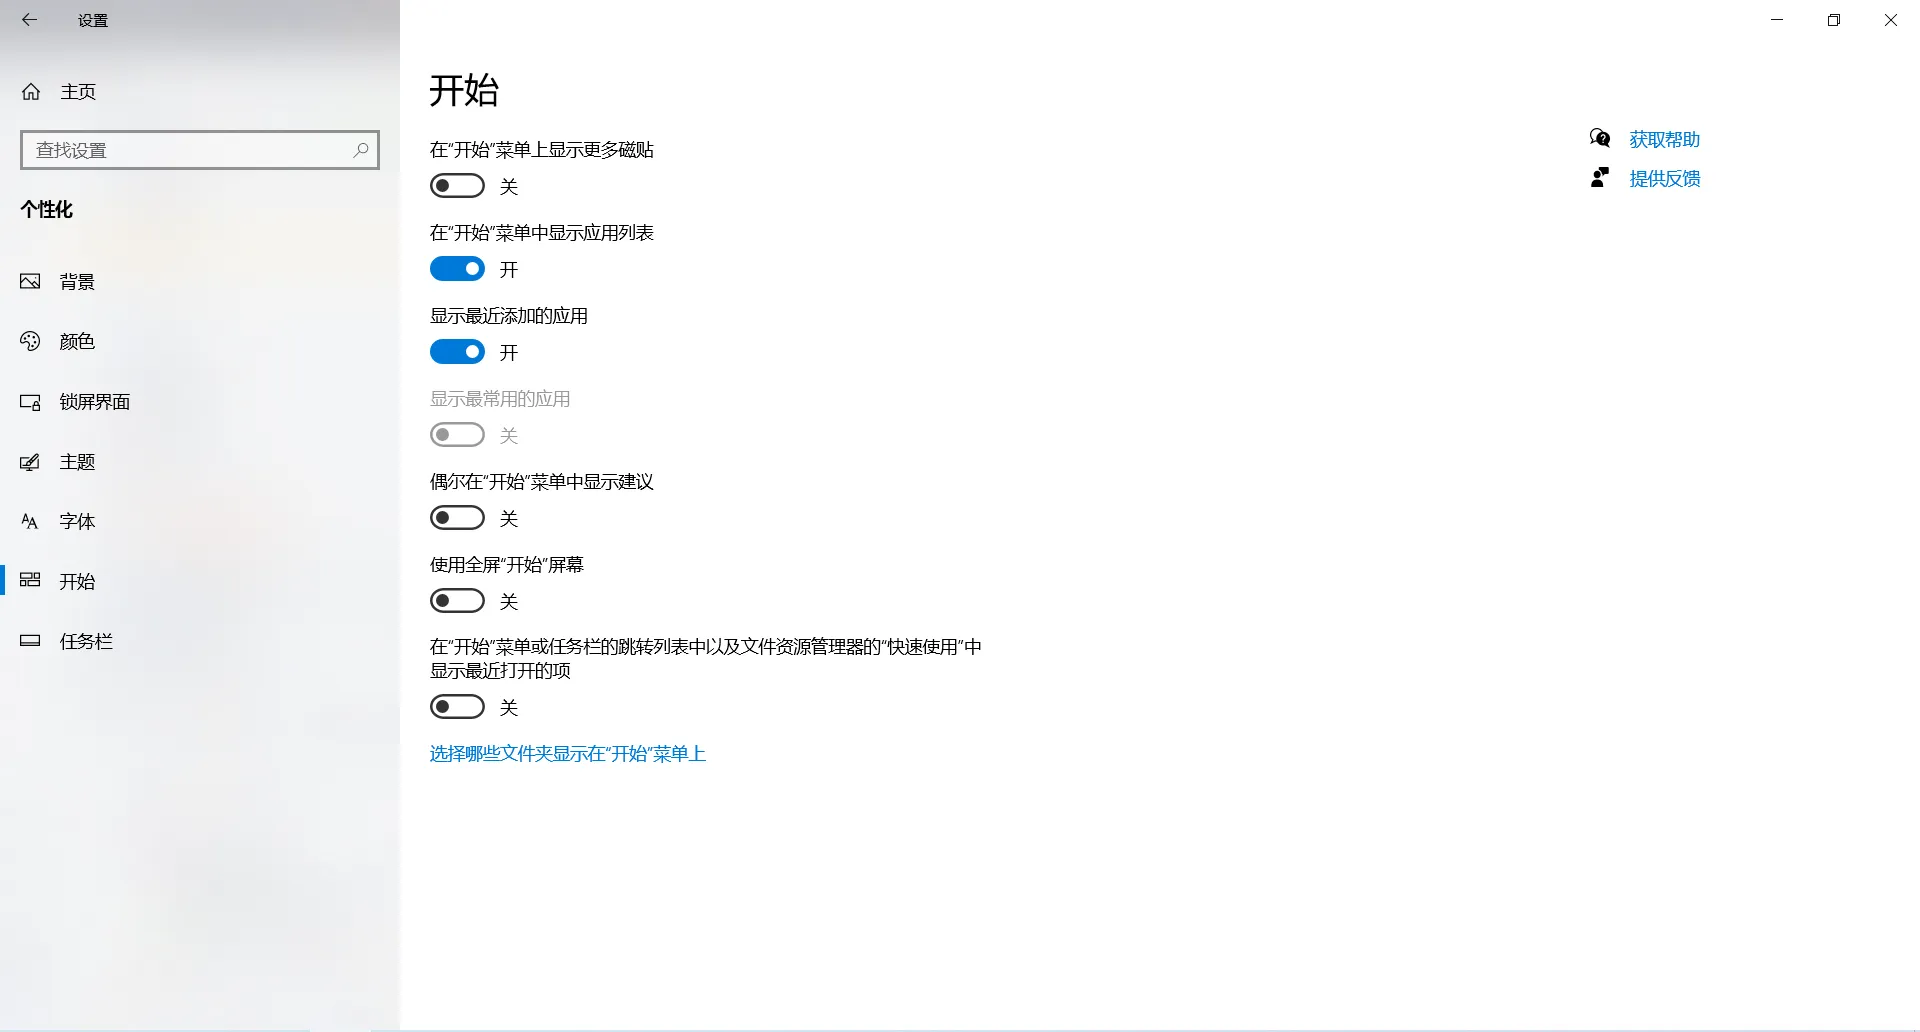 设置
主页
查找设置
个性化
背景
颜色
锁屏界面
主题
字体
开始
任务栏
开始
在“开始”菜单上显示更多磁贴
关
在“开始”菜单中显示应用列表
开
显示最近添加的应用
开
显示最常用的应用
关
偶尔在“开始”菜单中显示建议
关
使用全屏“开始”屏幕
关
在“开始”菜单或任务栏的跳转列表中以及文件资源管理器的“快速使用”中
显示最近打开的项
关
选择哪些文件夹显示在“开始”菜单上
获取帮助
提供反馈